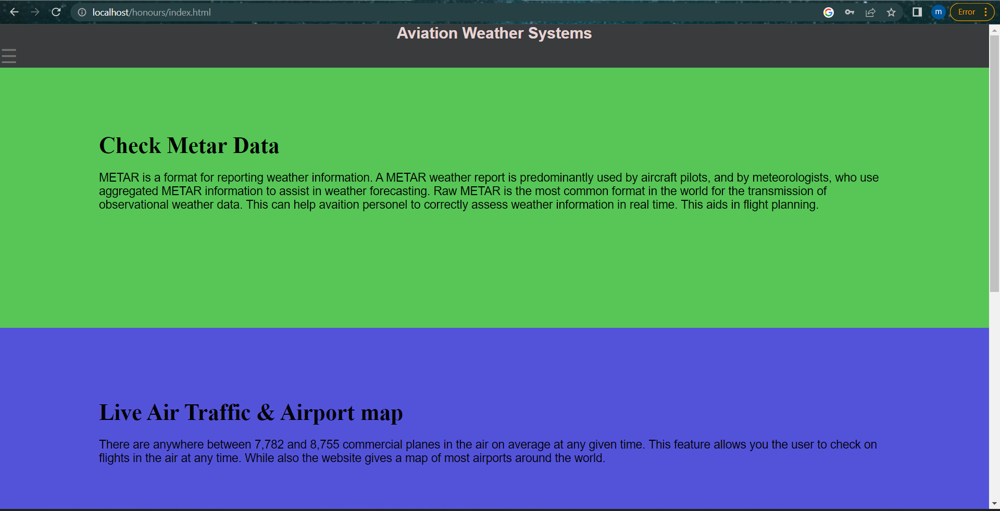 localhost/honours/index.html
m
Error
Aviation Weather Systems
Check Metar Data
METAR is a format for reporting weather information. A METAR weather report is predominantly used by aircraft pilots, and by meteorologists, who use
aggregated METAR information to assist in weather forecasting. Raw METAR is the most common format in the world for the transmission of
observational weather data. This can help avaition personel to correctly assess weather information in real time. This aids in flight planning.
Live Air Traffic & Airport map
There are anywhere between 7,782 and 8,755 commercial planes in the air on average at any given time. This feature allows you the user to check on
flights in the air at any time. While also the website gives a map of most airports around the world.